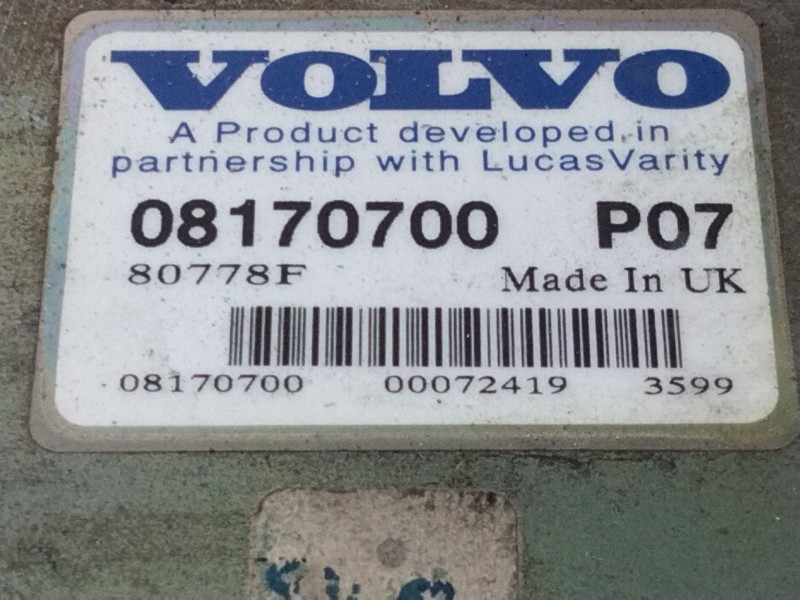 VOLVO
A Product developed in
partnership with LucasVarity
08170700 P07
80778F Made In UK
08170700 00072419 3599